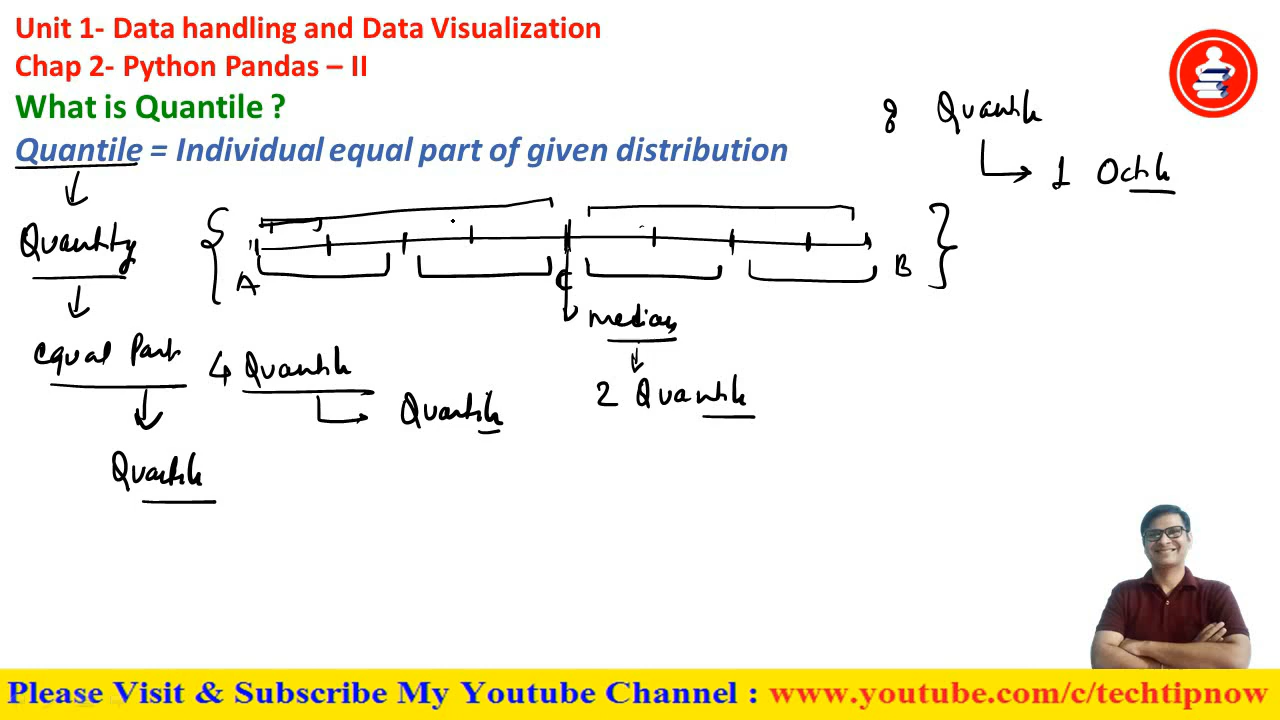 Unit 1- Data handling and Data Visualization
Chap 2- Python Pandas – II
What is Quantile ?
Quantile = Individual equal part of given distribution
8 Quantile
1 Octile
Quantity
A
C
B
Median
equal Part
4 Quantile
Quantile
2 Quantile
Quantile
Please Visit & Subscribe My Youtube Channel : www.youtube.com/c/techtipnow